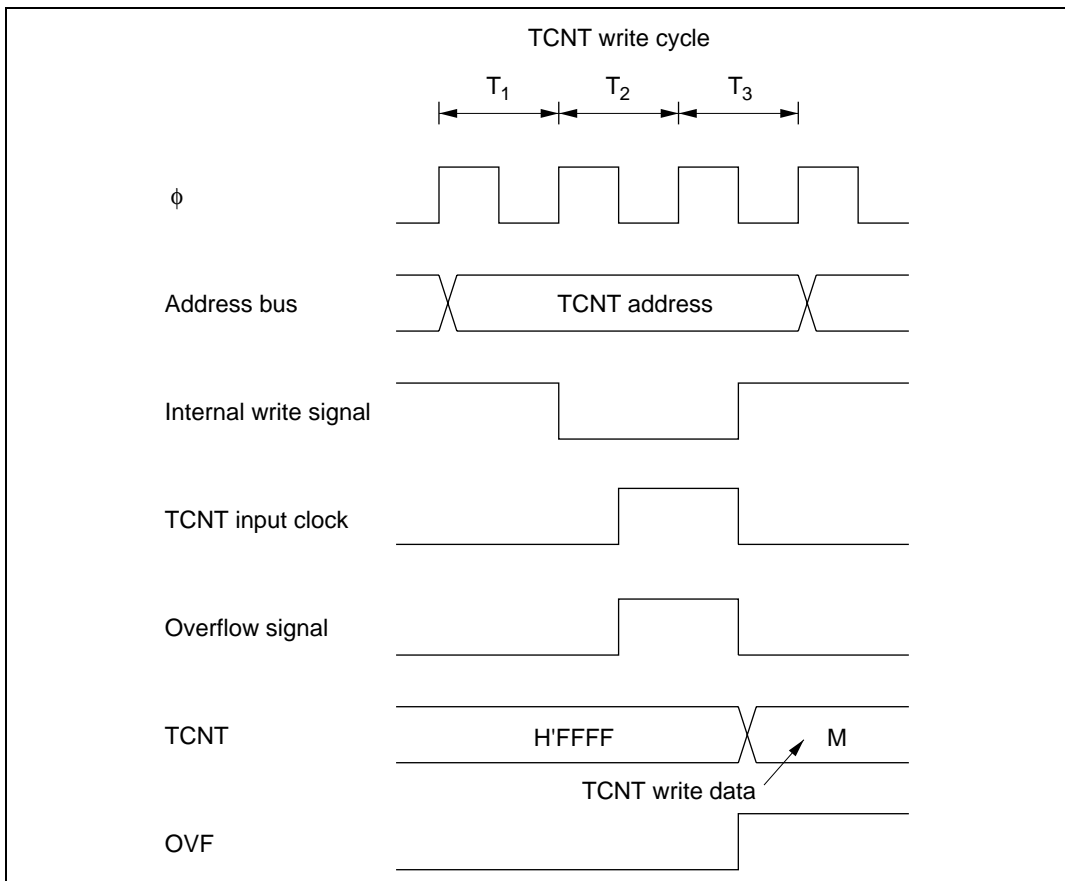 TCNT write cycle
T1 T2 T3
φ
Address bus
TCNT address
Internal write signal
TCNT input clock
Overflow signal
TCNT
H'FFFF
M
TCNT write data
OVF